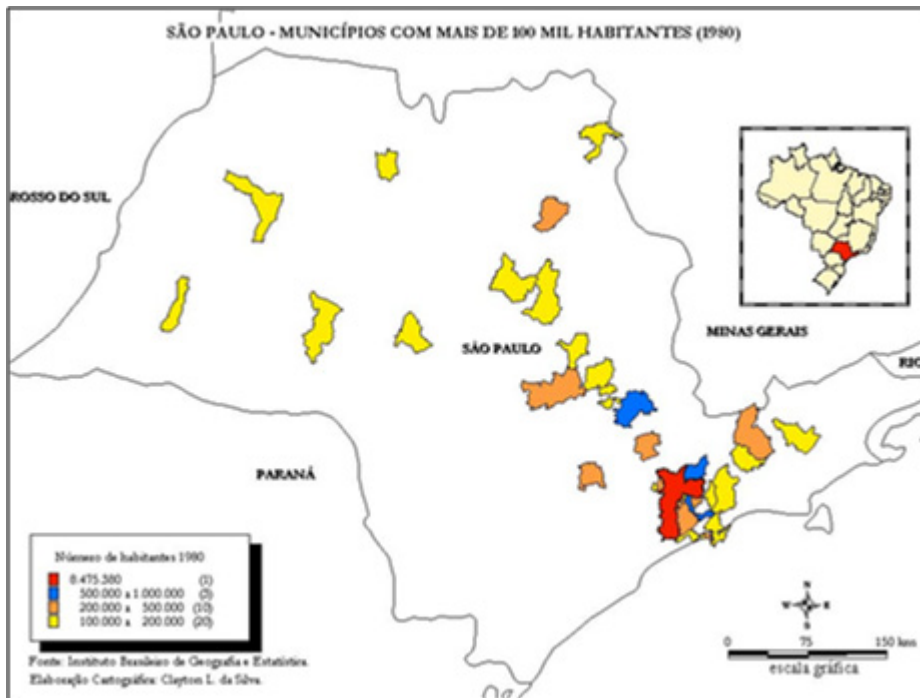 SÃO PAULO - MUNICÍPIOS COM MAIS DE 100 MIL HABITANTES (1980)
ROSSO DO SUL
MINAS GERAIS
SÃO PAULO
RIO
PARANÁ
Número de habitantes 1980
8.475.380 (1)
500.000 a 1.000.000 (3)
200.000 a 500.000 (10)
100.000 a 200.000 (20)
N
W E
S
0 75 150 kms
escala gráfica
Fonte: Instituto Brasileiro de Geografia e Estatística.
Elaboração Cartográfica: Clayton L. da Silva.